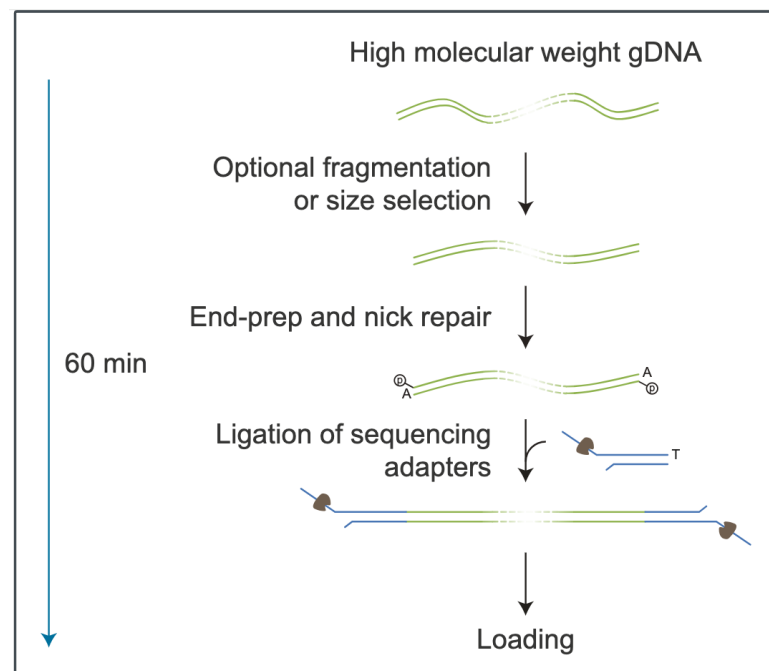 High molecular weight gDNA
Optional fragmentation
or size selection
End-prep and nick repair
60 min
p
A
A
p
Ligation of sequencing
adapters
T
Loading